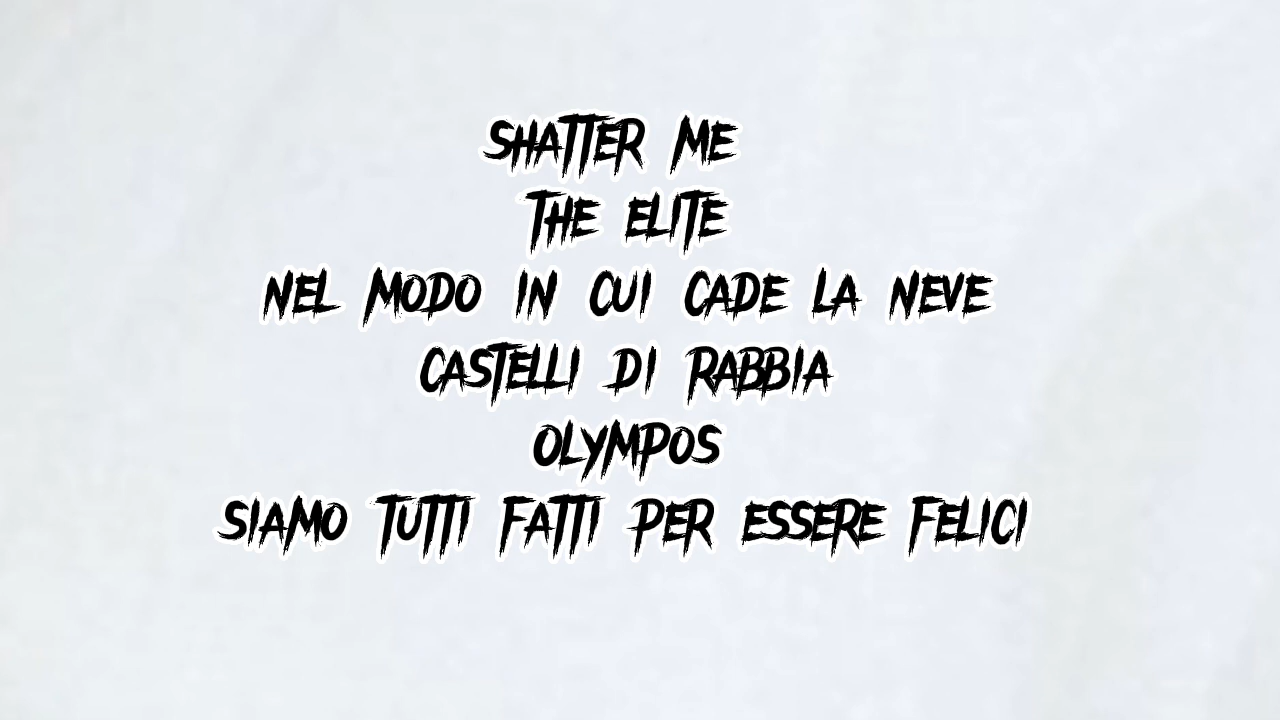 SHATTER ME
THE ELITE
NEL MODO IN CUI CADE LA NEVE
CASTELLI DI RABBIA
OLYMPOS
SIAMO TUTTI FATTI PER ESSERE FELICI